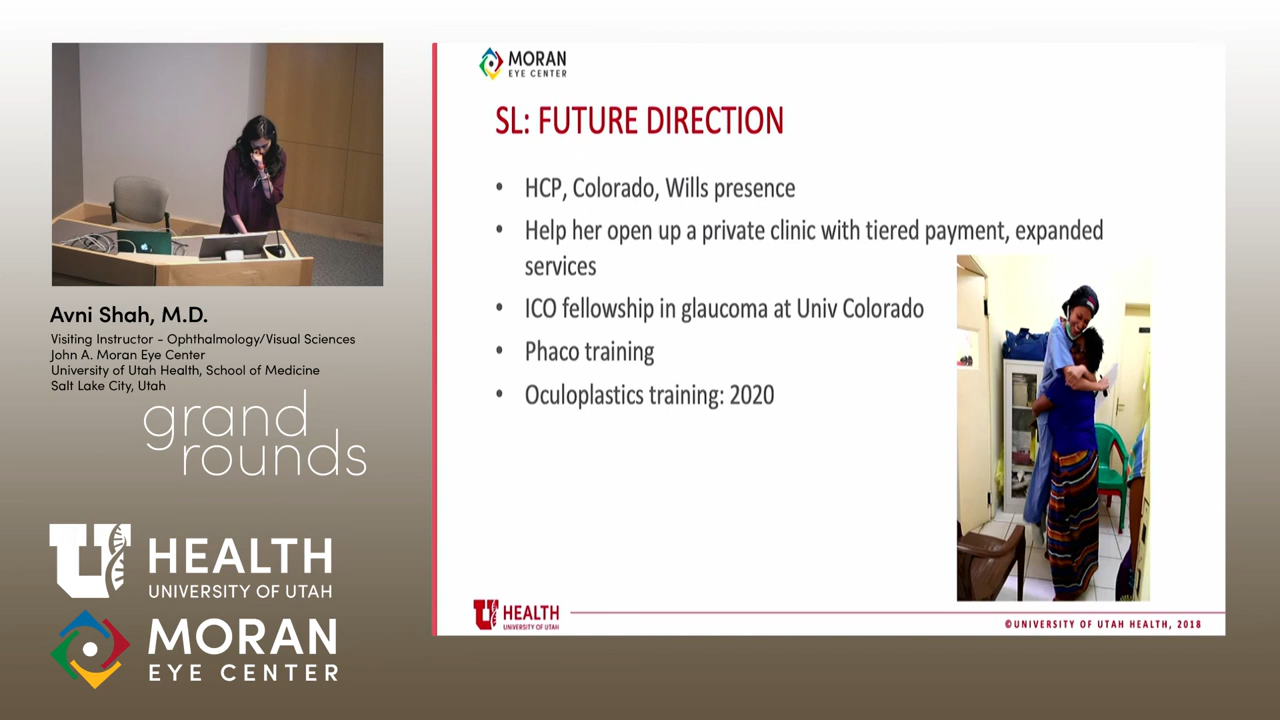 Avni Shah, M.D.
Visiting Instructor - Ophthalmology/Visual Sciences
John A. Moran Eye Center
University of Utah Health, School of Medicine
Salt Lake City, Utah
grand
rounds
U HEALTH
UNIVERSITY OF UTAH
MORAN
EYE CENTER
MORAN
EYE CENTER
SL: FUTURE DIRECTION
• HCP, Colorado, Wills presence
• Help her open up a private clinic with tiered payment, expanded
services
• ICO fellowship in glaucoma at Univ Colorado
• Phaco training
• Oculoplastics training: 2020
U HEALTH
UNIVERSITY OF UTAH
©UNIVERSITY OF UTAH HEALTH, 2018